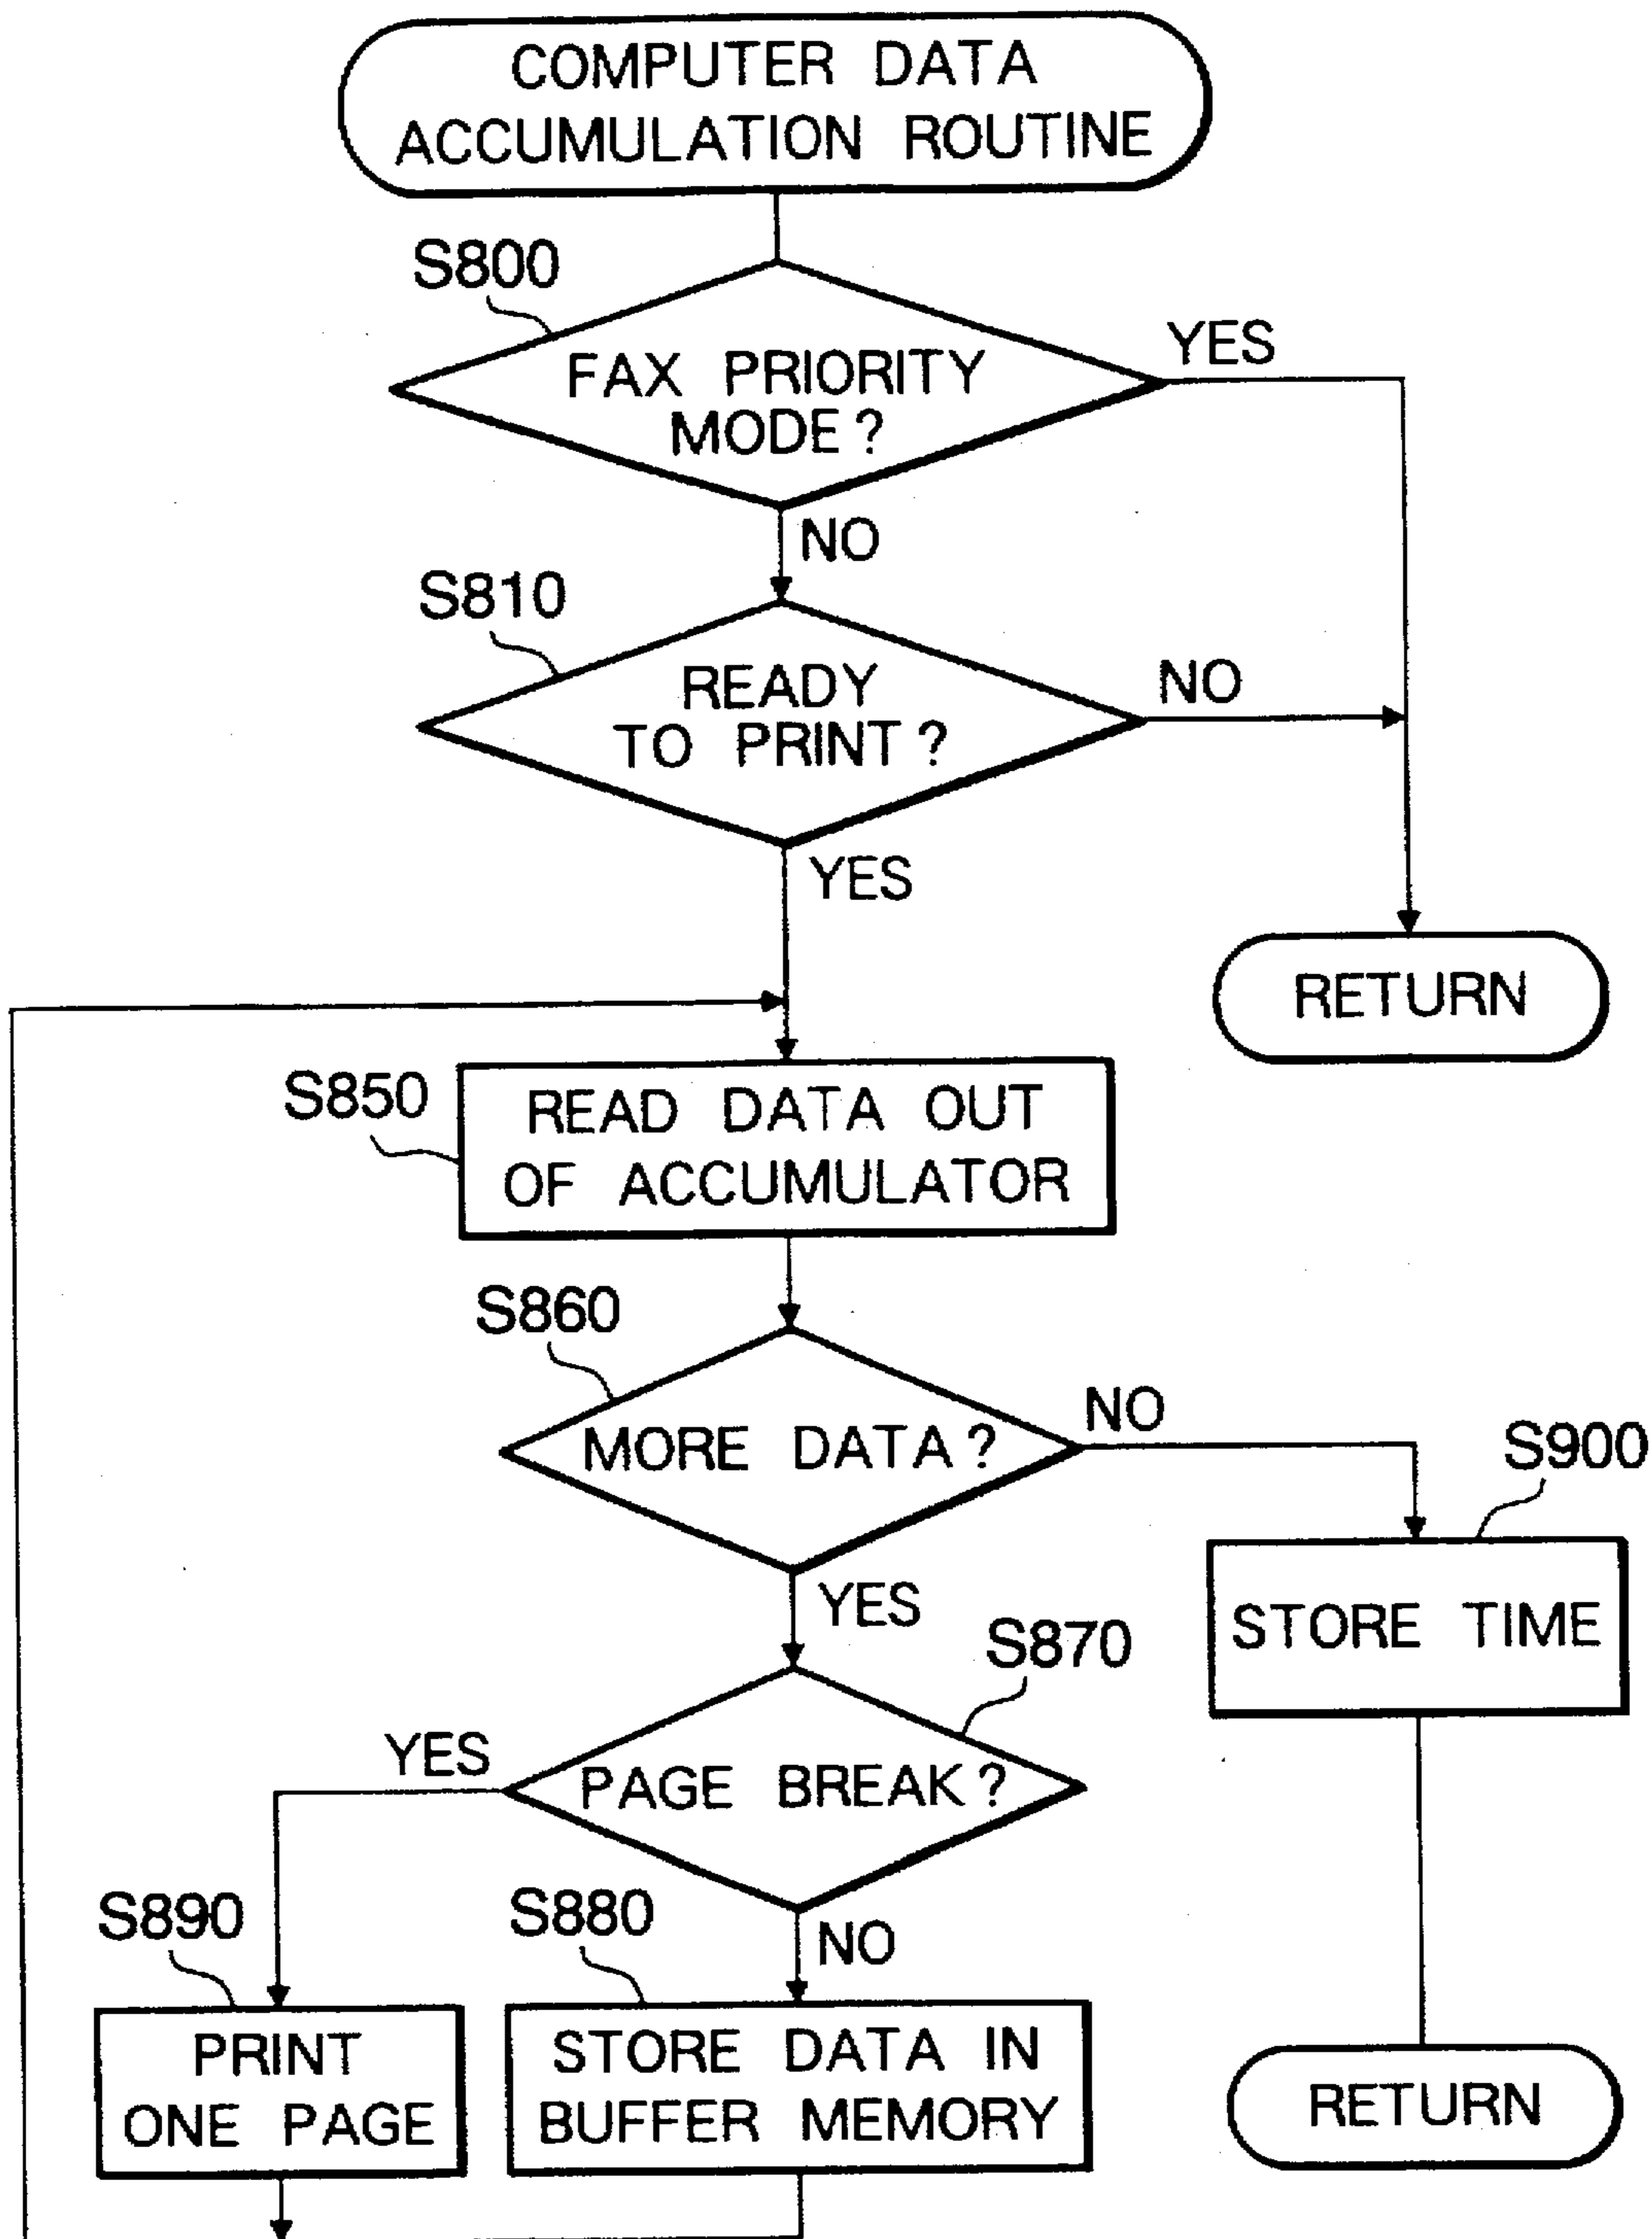 COMPUTER DATA
ACCUMULATION ROUTINE
S800
FAX PRIORITY
MODE?
YES
NO
S810
READY
TO PRINT?
NO
YES
RETURN
S850
READ DATA OUT
OF ACCUMULATOR
S860
MORE DATA?
NO
S900
STORE TIME
YES
S870
PAGE BREAK?
YES
S890
S880
NO
PRINT
ONE PAGE
STORE DATA IN
BUFFER MEMORY
RETURN